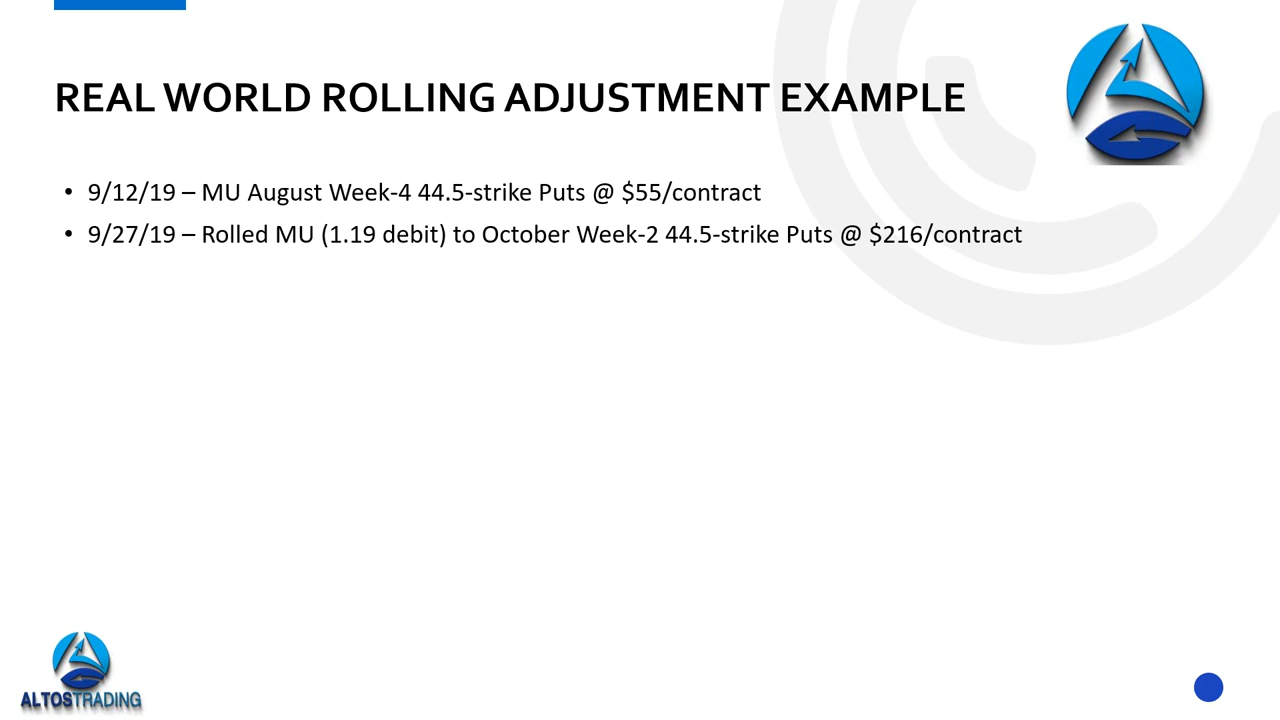 REAL WORLD ROLLING ADJUSTMENT EXAMPLE
• 9/12/19 – MU August Week-4 44.5-strike Puts @ $55/contract
• 9/27/19 – Rolled MU (1.19 debit) to October Week-2 44.5-strike Puts @ $216/contract
ALTOSTRADING